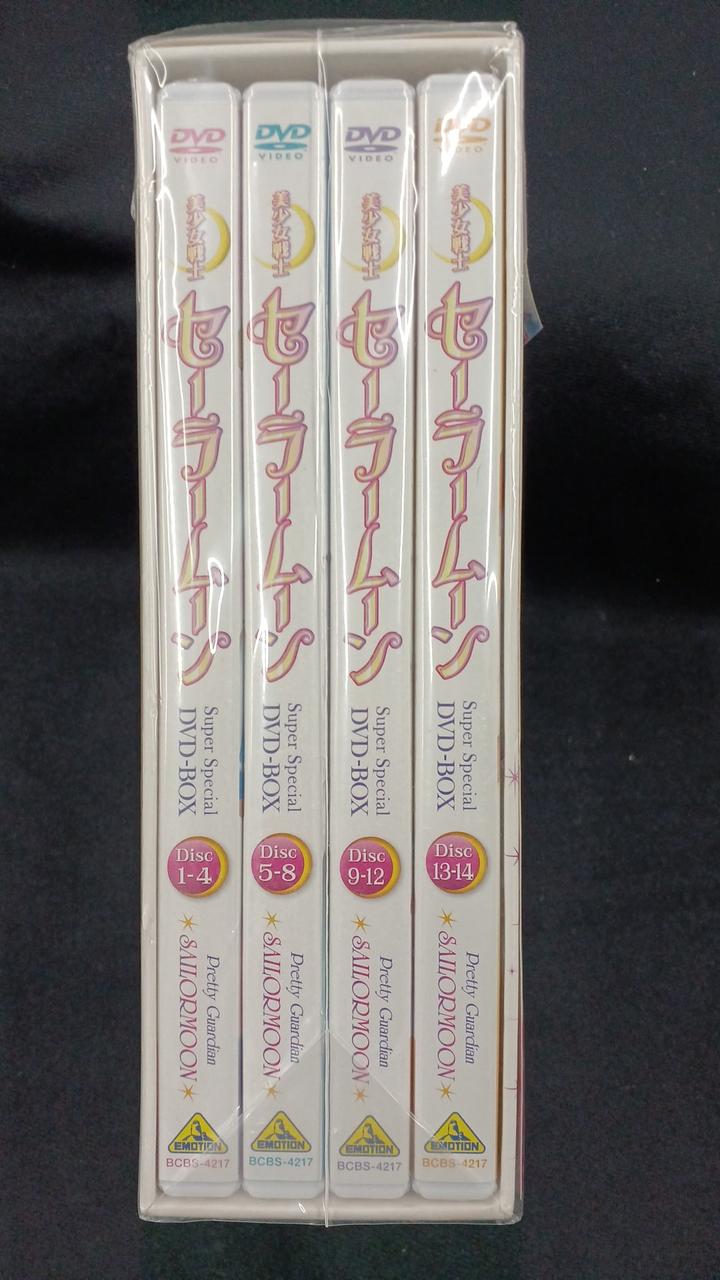 DVD
VIDEO
美少女戦士
セーラームーン
Super Special
DVD-BOX
Disc
1-4
Pretty Guardian
SAILORMOON
EMOTION
BCBS-4217
DVD
VIDEO
美少女戦士
セーラームーン
Super Special
DVD-BOX
Disc
5-8
Pretty Guardian
SAILORMOON
EMOTION
BCBS-4217
DVD
VIDEO
美少女戦士
セーラームーン
Super Special
DVD-BOX
Disc
9-12
Pretty Guardian
SAILORMOON
EMOTION
BCBS-4217
DVD
VIDEO
美少女戦士
セーラームーン
Super Special
DVD-BOX
Disc
13-14
Pretty Guardian
SAILORMOON
EMOTION
BCBS-4217